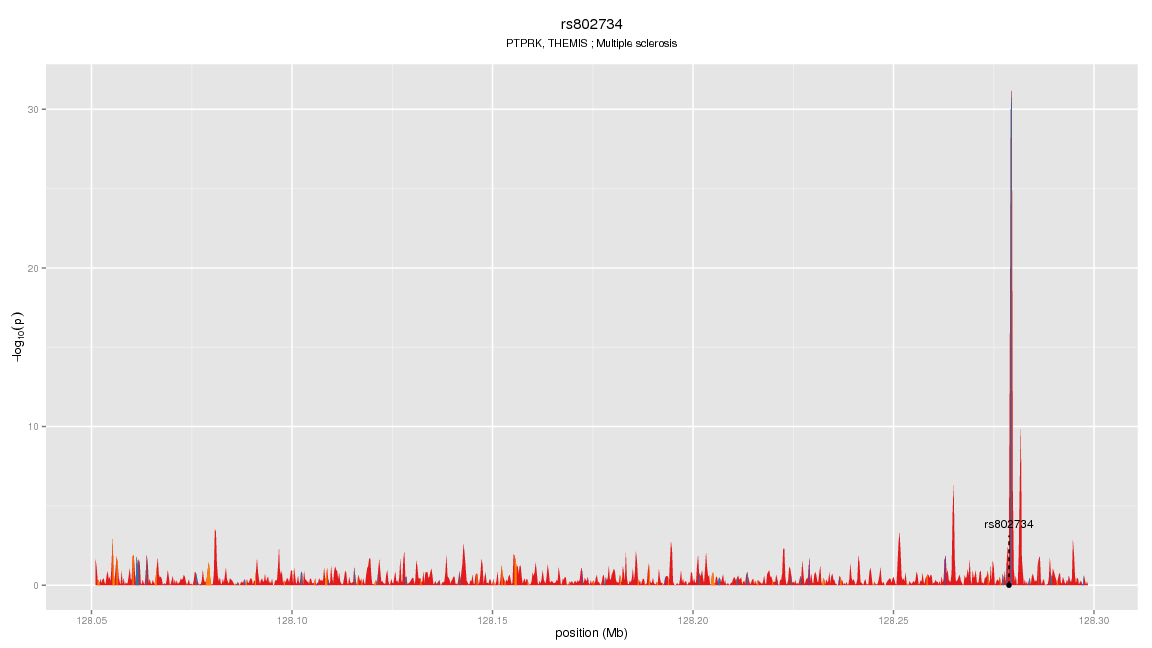 rs802734
PTPRK, THEMIS ; Multiple sclerosis
30
20
10
0
−log10(p)
rs802734
128.05 128.10 128.15 128.20 128.25 128.30
position (Mb)